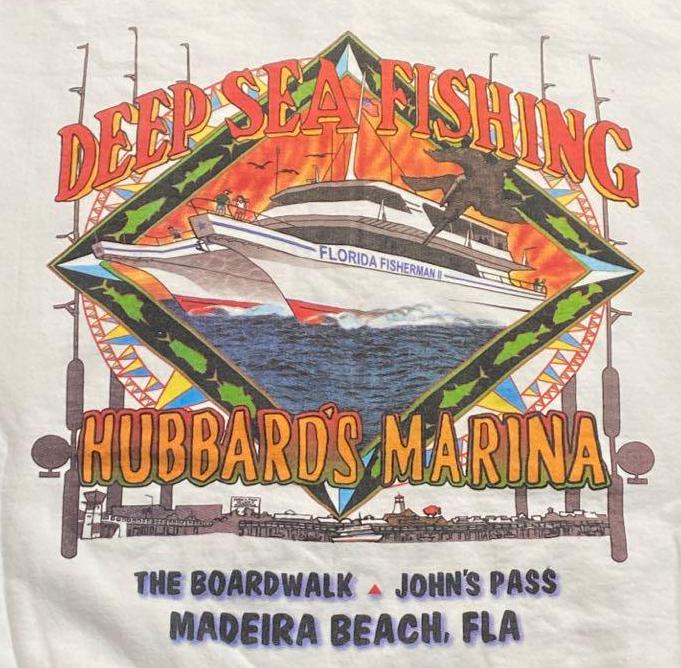 DEEP SEA FISHING
FLORIDA FISHERMAN II
HUBBARD'S MARINA
THE BOARDWALK ▲ JOHN'S PASS
MADEIRA BEACH, FLA